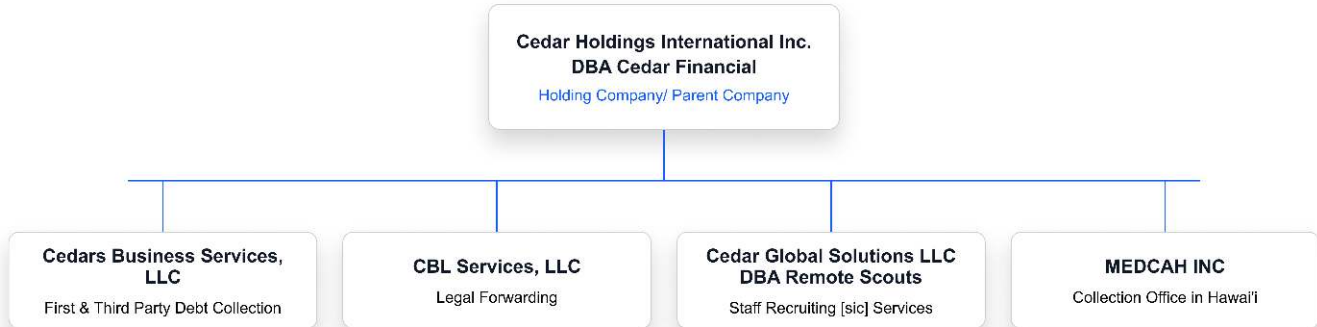 Cedar Holdings International Inc.
DBA Cedar Financial
Holding Company/ Parent Company
Cedars Business Services,
LLC
First & Third Party Debt Collection
CBL Services, LLC
Legal Forwarding
Cedar Global Solutions LLC
DBA Remote Scouts
Staff Recruiting [sic] Services
MEDCAH INC
Collection Office in Hawai'i